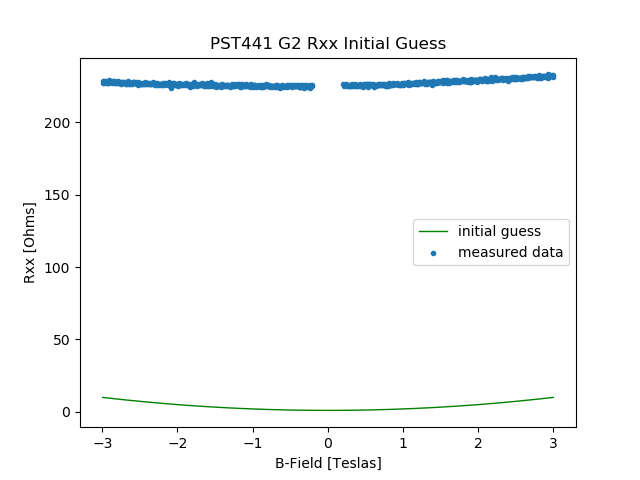 PST441 G2 Rxx Initial Guess
Rxx [Ohms]
200
150
100
50
0
initial guess
measured data
−3
−2
−1
0
1
2
3
B-Field [Teslas]